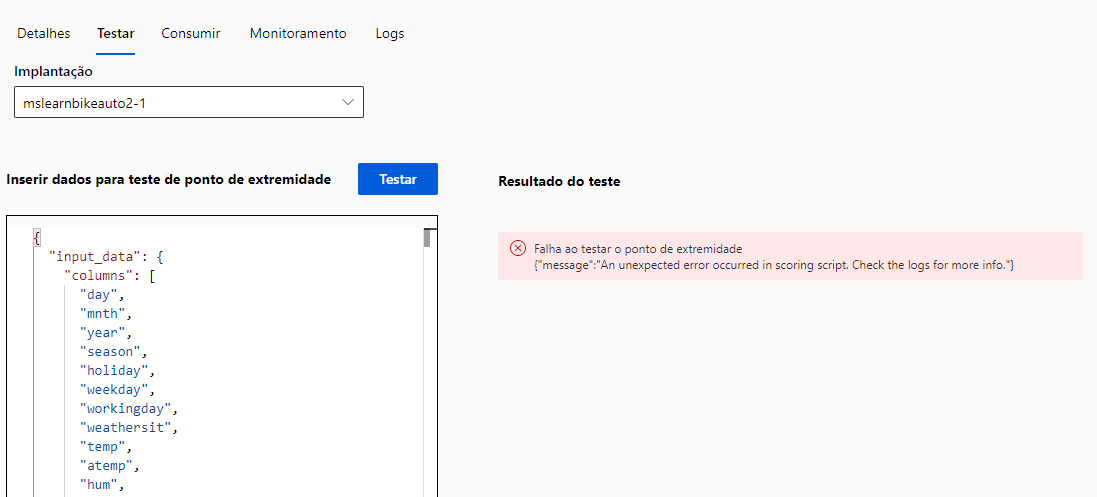 Detalhes Testar Consumir Monitoramento Logs
Implantação
mslearnbikeauto2-1
Inserir dados para teste de ponto de extremidade Testar
{
"input_data": {
"columns": [
"day",
"mnth",
"year",
"season",
"holiday",
"weekday",
"workingday",
"weathersit",
"temp",
"atemp",
"hum",
Resultado do teste
Falha ao testar o ponto de extremidade
{"message":"An unexpected error occurred in scoring script. Check the logs for more info."}